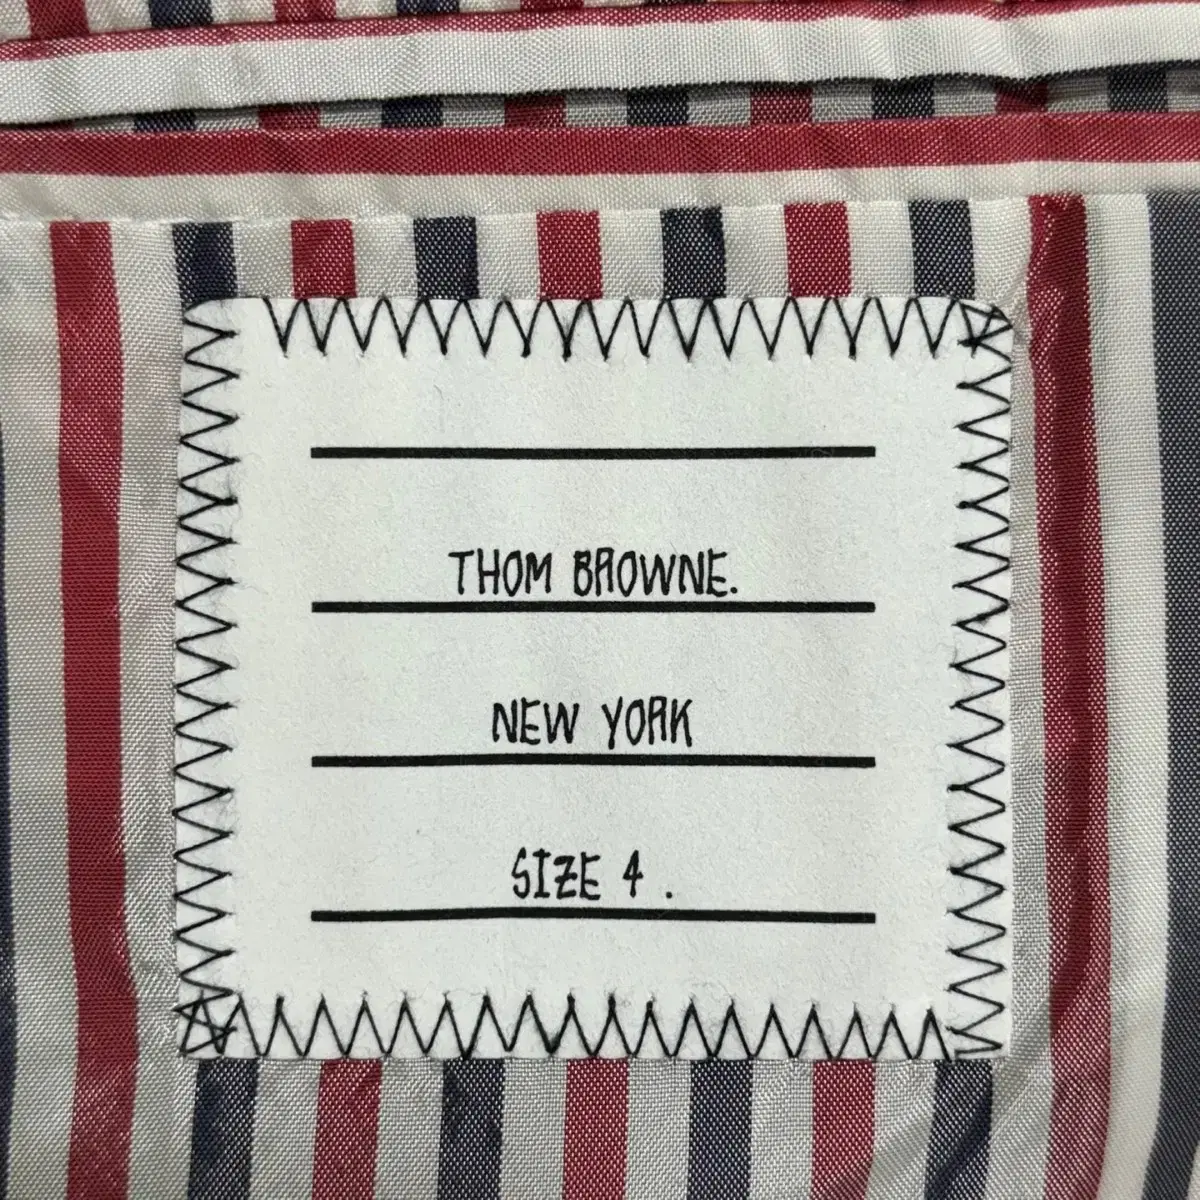 THOM BROWNE.
NEW YORK
SIZE 4 .